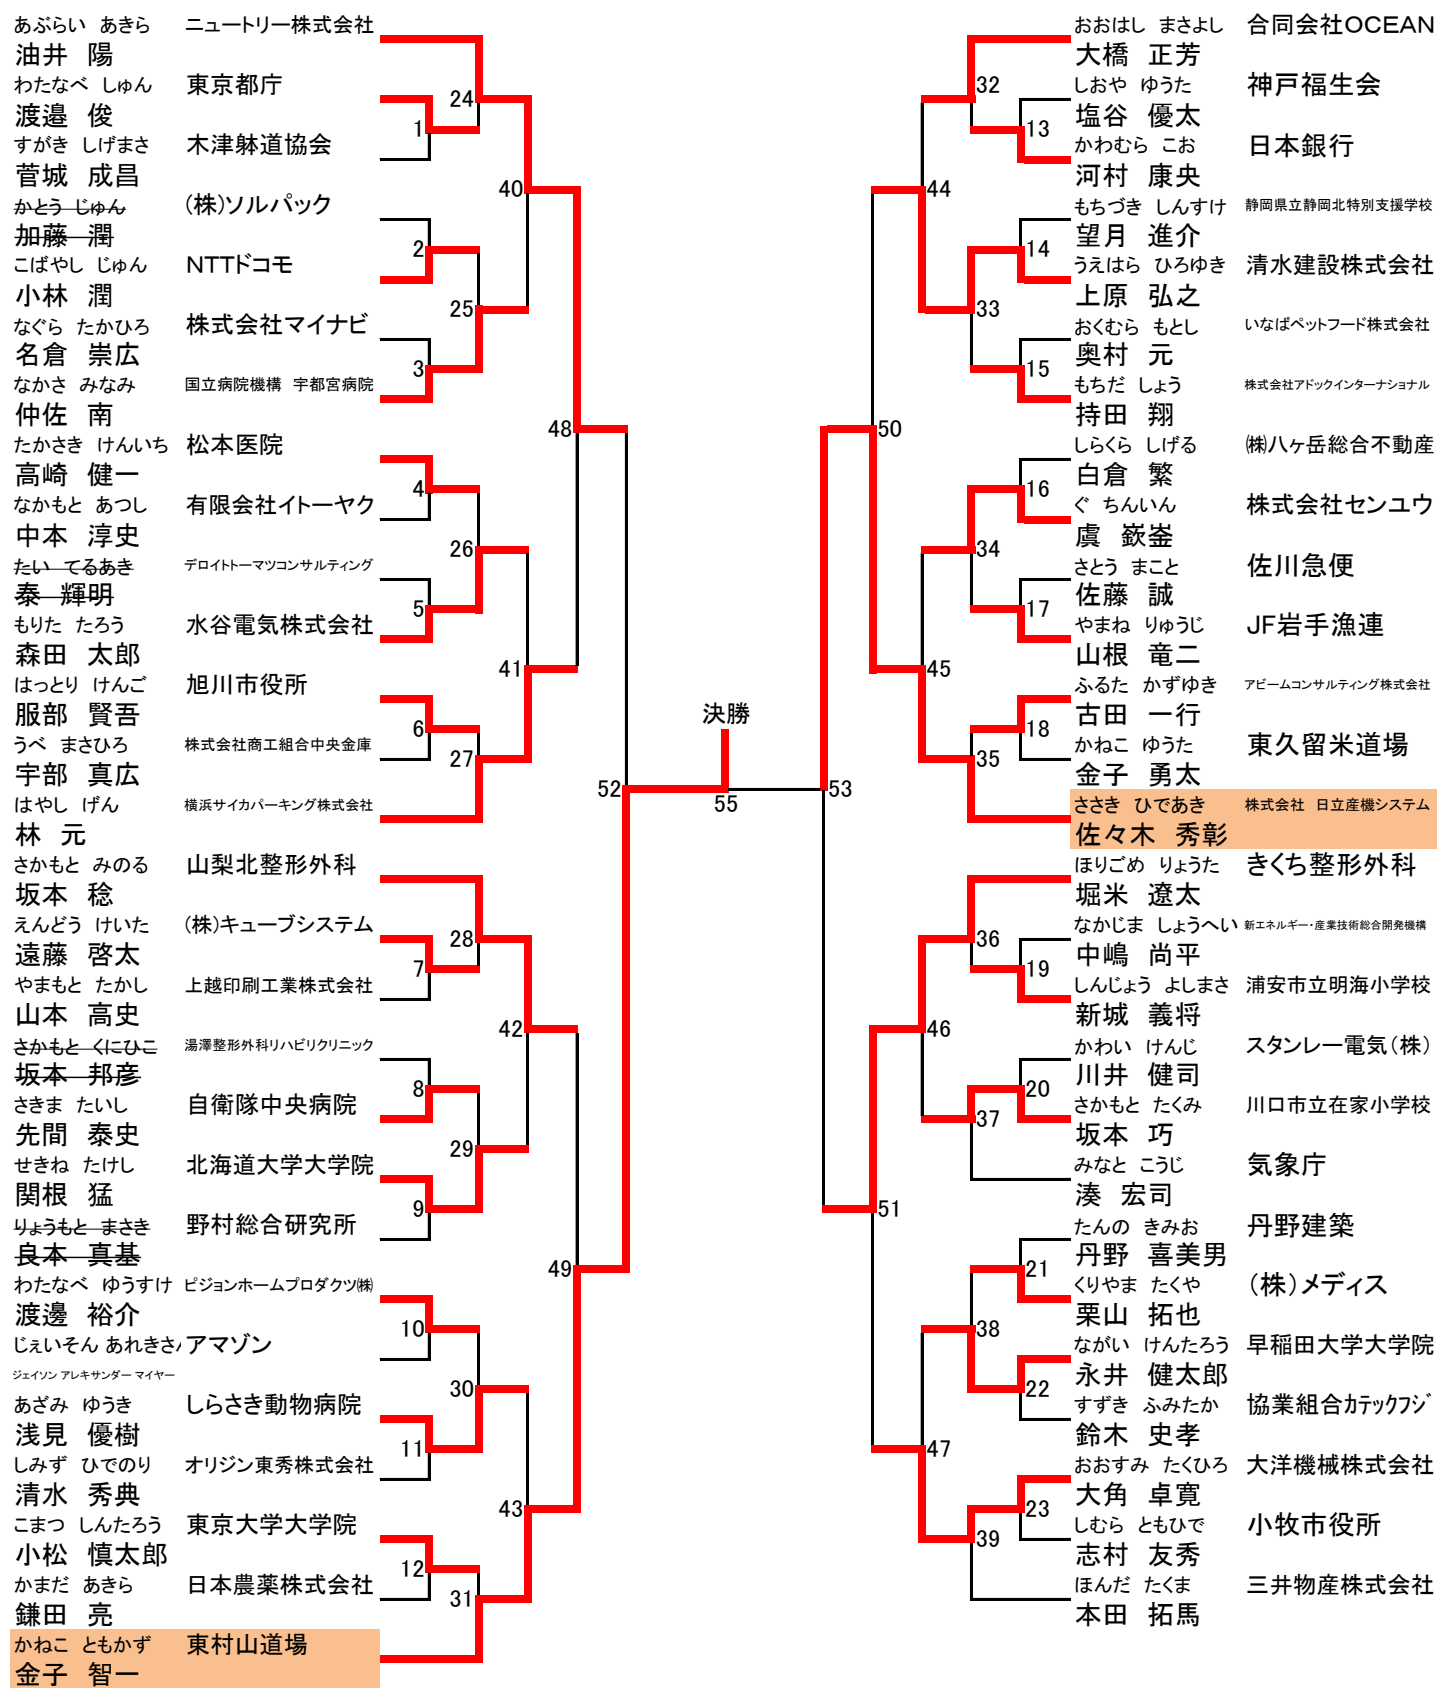 あぶらい あきら ニュートリー株式会社
油井 陽
わたなべ しゅん 東京都庁
渡邉 俊
すがき しげまさ 木津躰道協会
菅城 成昌
かとう じゅん (株)ソルパック
加藤 潤
こばやし じゅん NTTドコモ
小林 潤
なぐら たかひろ 株式会社マイナビ
名倉 崇広
なかさ みなみ 国立病院機構 宇都宮病院
仲佐 南
たかさき けんいち 松本医院
高崎 健一
なかもと あつし 有限会社イトーヤク
中本 淳史
たい てるあき デロイトトーマツコンサルティング
泰 輝明
もりた たろう 水谷電気株式会社
森田 太郎
はっとり けんご 旭川市役所
服部 賢吾
うべ まさひろ 株式会社商工組合中央金庫
宇部 真広
はやし げん 横浜サイカパーキング株式会社
林 元
さかもと みのる 山梨北整形外科
坂本 稔
えんどう けいた (株)キューブシステム
遠藤 啓太
やまもと たかし 上越印刷工業株式会社
山本 高史
さかもと くにひこ 湯澤整形外科リハビリクリニック
坂本 邦彦
さきま たいし 自衛隊中央病院
先間 泰史
せきね たけし 北海道大学大学院
関根 猛
りょうもと まさき 野村総合研究所
良本 真基
わたなべ ゆうすけ ピジョンホームプロダクツ㈱
渡邊 裕介
じぇいそん あれきさ アマゾン
ジェイソン アレキサンダー マイヤー
あざみ ゆうき しらさき動物病院
浅見 優樹
しみず ひでのり オリジン東秀株式会社
清水 秀典
こまつ しんたろう 東京大学大学院
小松 慎太郎
かまだ あきら 日本農薬株式会社
鎌田 亮
かねこ ともかず 東村山道場
金子 智一
1
2
3
4
5
6
7
8
9
10
11
12
24
25
26
27
28
29
30
31
40
41
42
43
48
49
52
決勝
55
53
50
51
44
45
46
47
32
33
34
35
36
37
38
39
13
14
15
16
17
18
19
20
21
22
23
おおはし まさよし 合同会社OCEAN
大橋 正芳
しおや ゆうた 神戸福生会
塩谷 優太
かわむら こお 日本銀行
河村 康央
もちづき しんすけ 静岡県立静岡北特別支援学校
望月 進介
うえはら ひろゆき 清水建設株式会社
上原 弘之
おくむら もとし いなばペットフード株式会社
奥村 元
もちだ しょう 株式会社アドックインターナショナル
持田 翔
しらくら しげる ㈱八ヶ岳総合不動産
白倉 繁
ぐ ちんいん 株式会社センユウ
虞 嶔崟
さとう まこと 佐川急便
佐藤 誠
やまね りゅうじ JF岩手漁連
山根 竜二
ふるた かずゆき アビームコンサルティング株式会社
古田 一行
かねこ ゆうた 東久留米道場
金子 勇太
ささき ひであき 株式会社 日立産機システム
佐々木 秀彰
ほりごめ りょうた きくち整形外科
堀米 遼太
なかじま しょうへい 新エネルギー・産業技術総合開発機構
中嶋 尚平
しんじょう よしまさ 浦安市立明海小学校
新城 義将
かわい けんじ スタンレー電気(株)
川井 健司
さかもと たくみ 川口市立在家小学校
坂本 巧
みなと こうじ 気象庁
湊 宏司
たんの きみお 丹野建築
丹野 喜美男
くりやま たくや (株)メディス
栗山 拓也
ながい けんたろう 早稲田大学大学院
永井 健太郎
すずき ふみたか 協業組合ｶﾃｯｸﾌｼﾞ
鈴木 史孝
おおすみ たくひろ 大洋機械株式会社
大角 卓寛
しむら ともひで 小牧市役所
志村 友秀
ほんだ たくま 三井物産株式会社
本田 拓馬